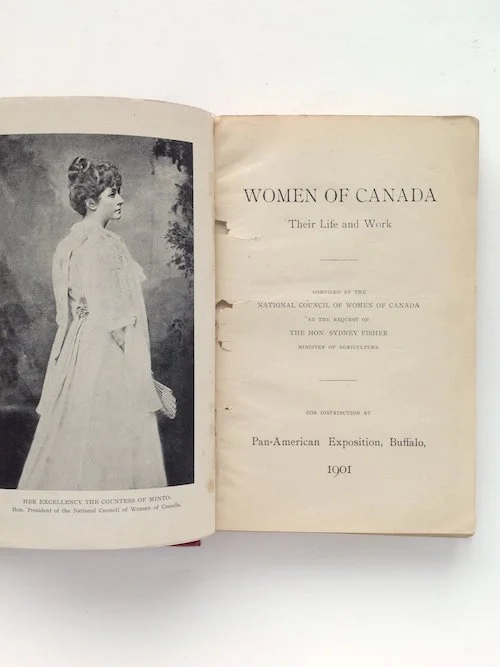 HER EXCELLENCY THE COUNTESS OF MINTO.
Hon. President of the National Council of Women of Canada.
WOMEN OF CANADA
Their Life and Work
COMPILED BY THE
NATIONAL COUNCIL OF WOMEN OF CANADA
AT THE REQUEST OF
THE HON. SYDNEY FISHER
MINISTER OF AGRICULTURE
FOR DISTRIBUTION AT
Pan-American Exposition, Buffalo,
1901